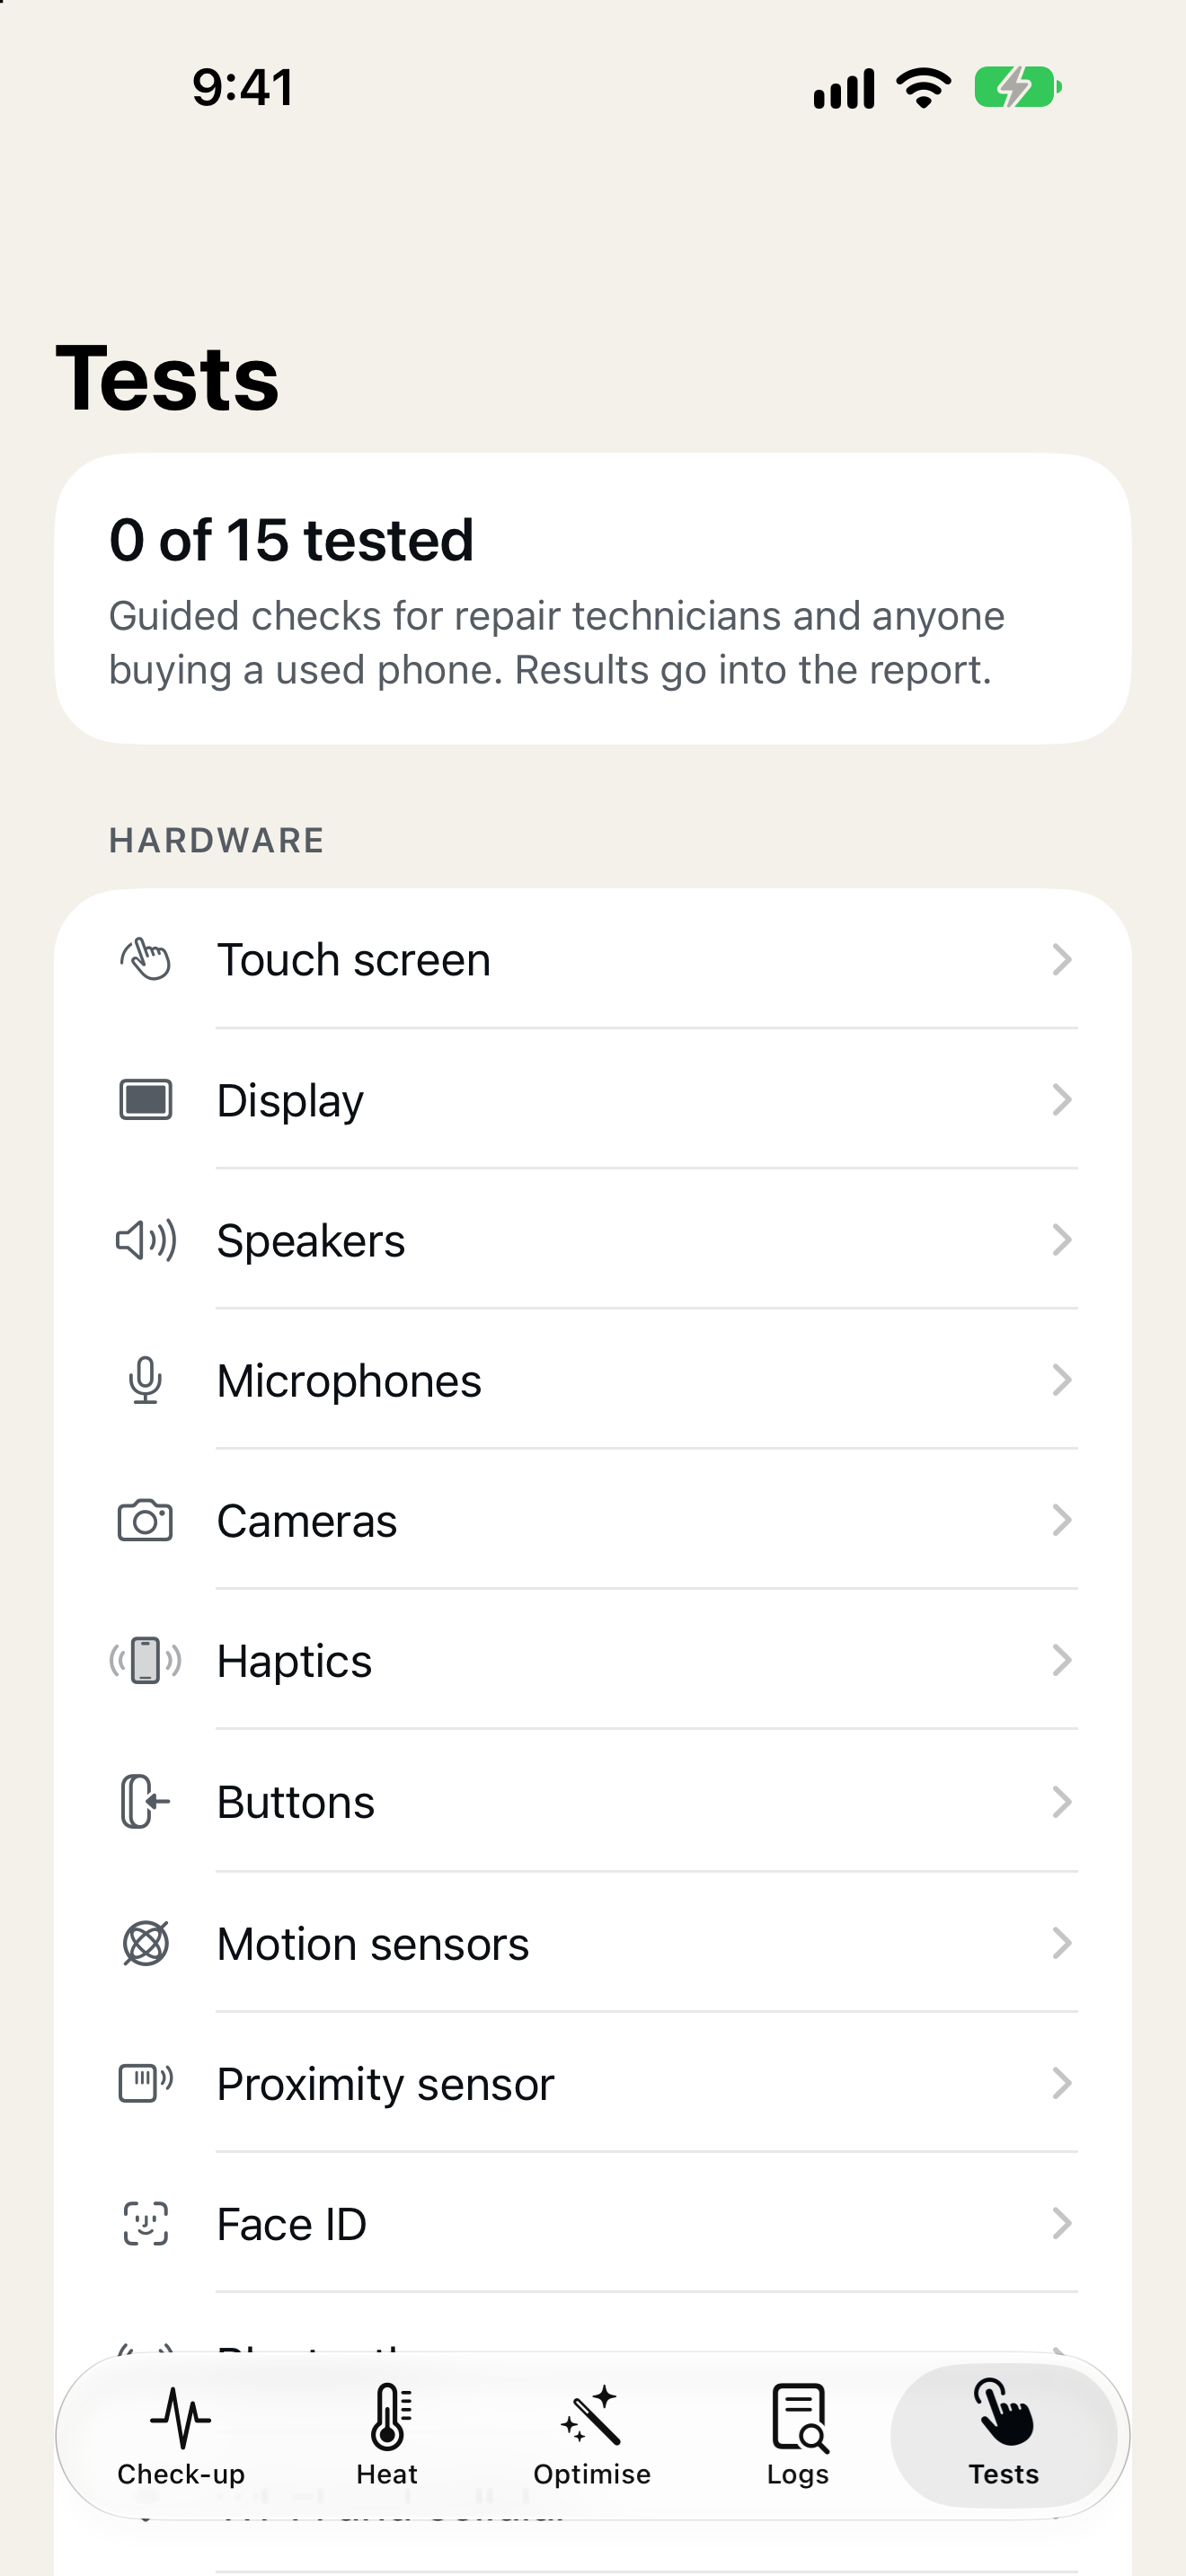 9:41
Tests
0 of 15 tested
Guided checks for repair technicians and anyone
buying a used phone. Results go into the report.
HARDWARE
Touch screen
Display
Speakers
Microphones
Cameras
Haptics
Buttons
Motion sensors
Proximity sensor
Face ID
Check-up
Heat
Optimise
Logs
Tests